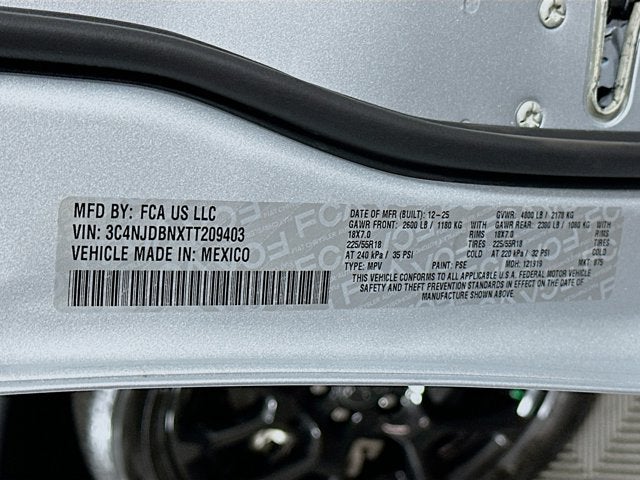 MFD BY: FCA US LLC
VIN: 3C4NJDBNXTT209403
VEHICLE MADE IN: MEXICO
DATE OF MFR (BUILT): 12-25 GVWR: 4800 LB / 2178 KG
GAWR FRONT: 2600 LB / 1180 KG GAWR REAR: 2380 LB / 1080 KG
18X7.0 RIMS 18X7.0 RIMS
225/55R18 225/55R18
AT 240 kPa / 35 PSI COLD AT 220 kPa / 32 PSI COLD
TYPE: MPV PAINT: PSE MDH: 121919 MKT: 875
THIS VEHICLE CONFORMS TO ALL APPLICABLE U.S.A. FEDERAL MOTOR VEHICLE
SAFETY AND THEFT PREVENTION STANDARDS IN EFFECT ON THE DATE OF
MANUFACTURE SHOWN ABOVE.